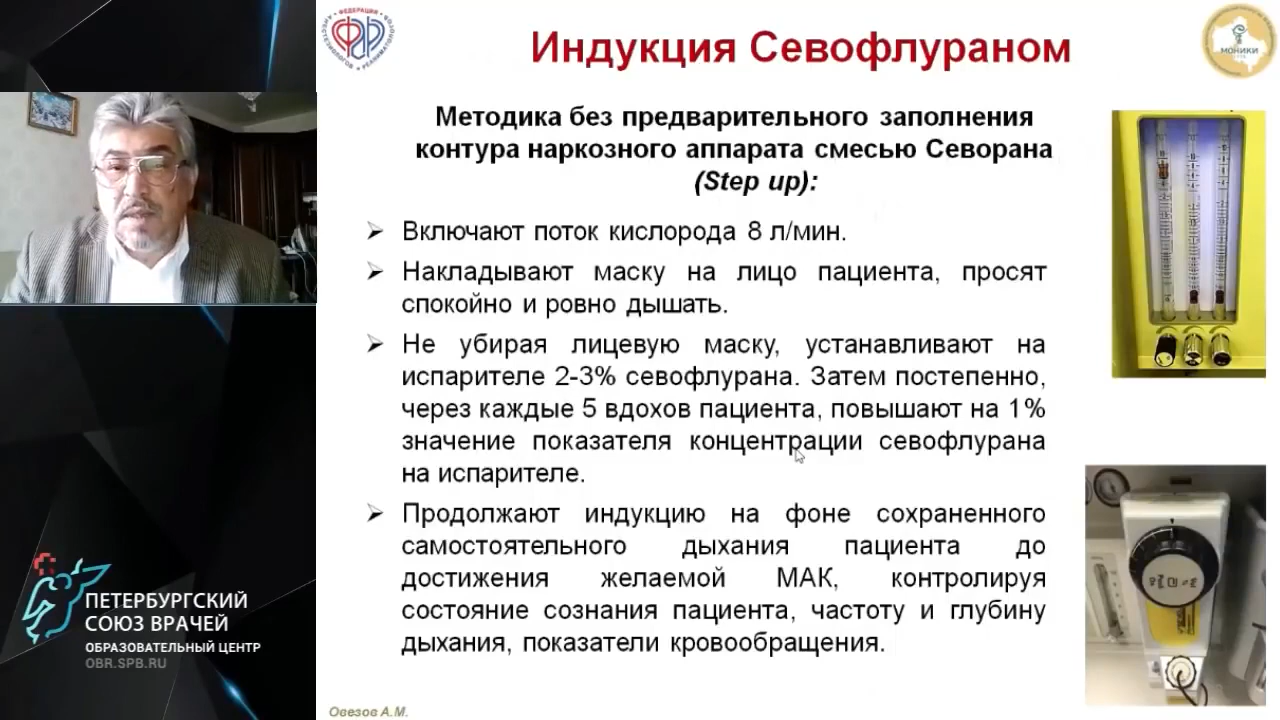 Индукция Севофлураном
МОНИКИ
Методика без предварительного заполнения
контура наркозного аппарата смесью Севорана
(Step up):
➢ Включают поток кислорода 8 л/мин.
➢ Накладывают маску на лицо пациента, просят
спокойно и ровно дышать.
➢ Не убирая лицевую маску, устанавливают на
испарителе 2-3% севофлурана. Затем постепенно,
через каждые 5 вдохов пациента, повышают на 1%
значение показателя концентрации севофлурана
на испарителе.
➢ Продолжают индукцию на фоне сохраненного
самостоятельного дыхания пациента до
достижения желаемой МАК, контролируя
состояние сознания пациента, частоту и глубину
дыхания, показатели кровообращения.
ПЕТЕРБУРГСКИЙ
СОЮЗ ВРАЧЕЙ
ОБРАЗОВАТЕЛЬНЫЙ ЦЕНТР
OBR.SPB.RU
Овезов А.М.